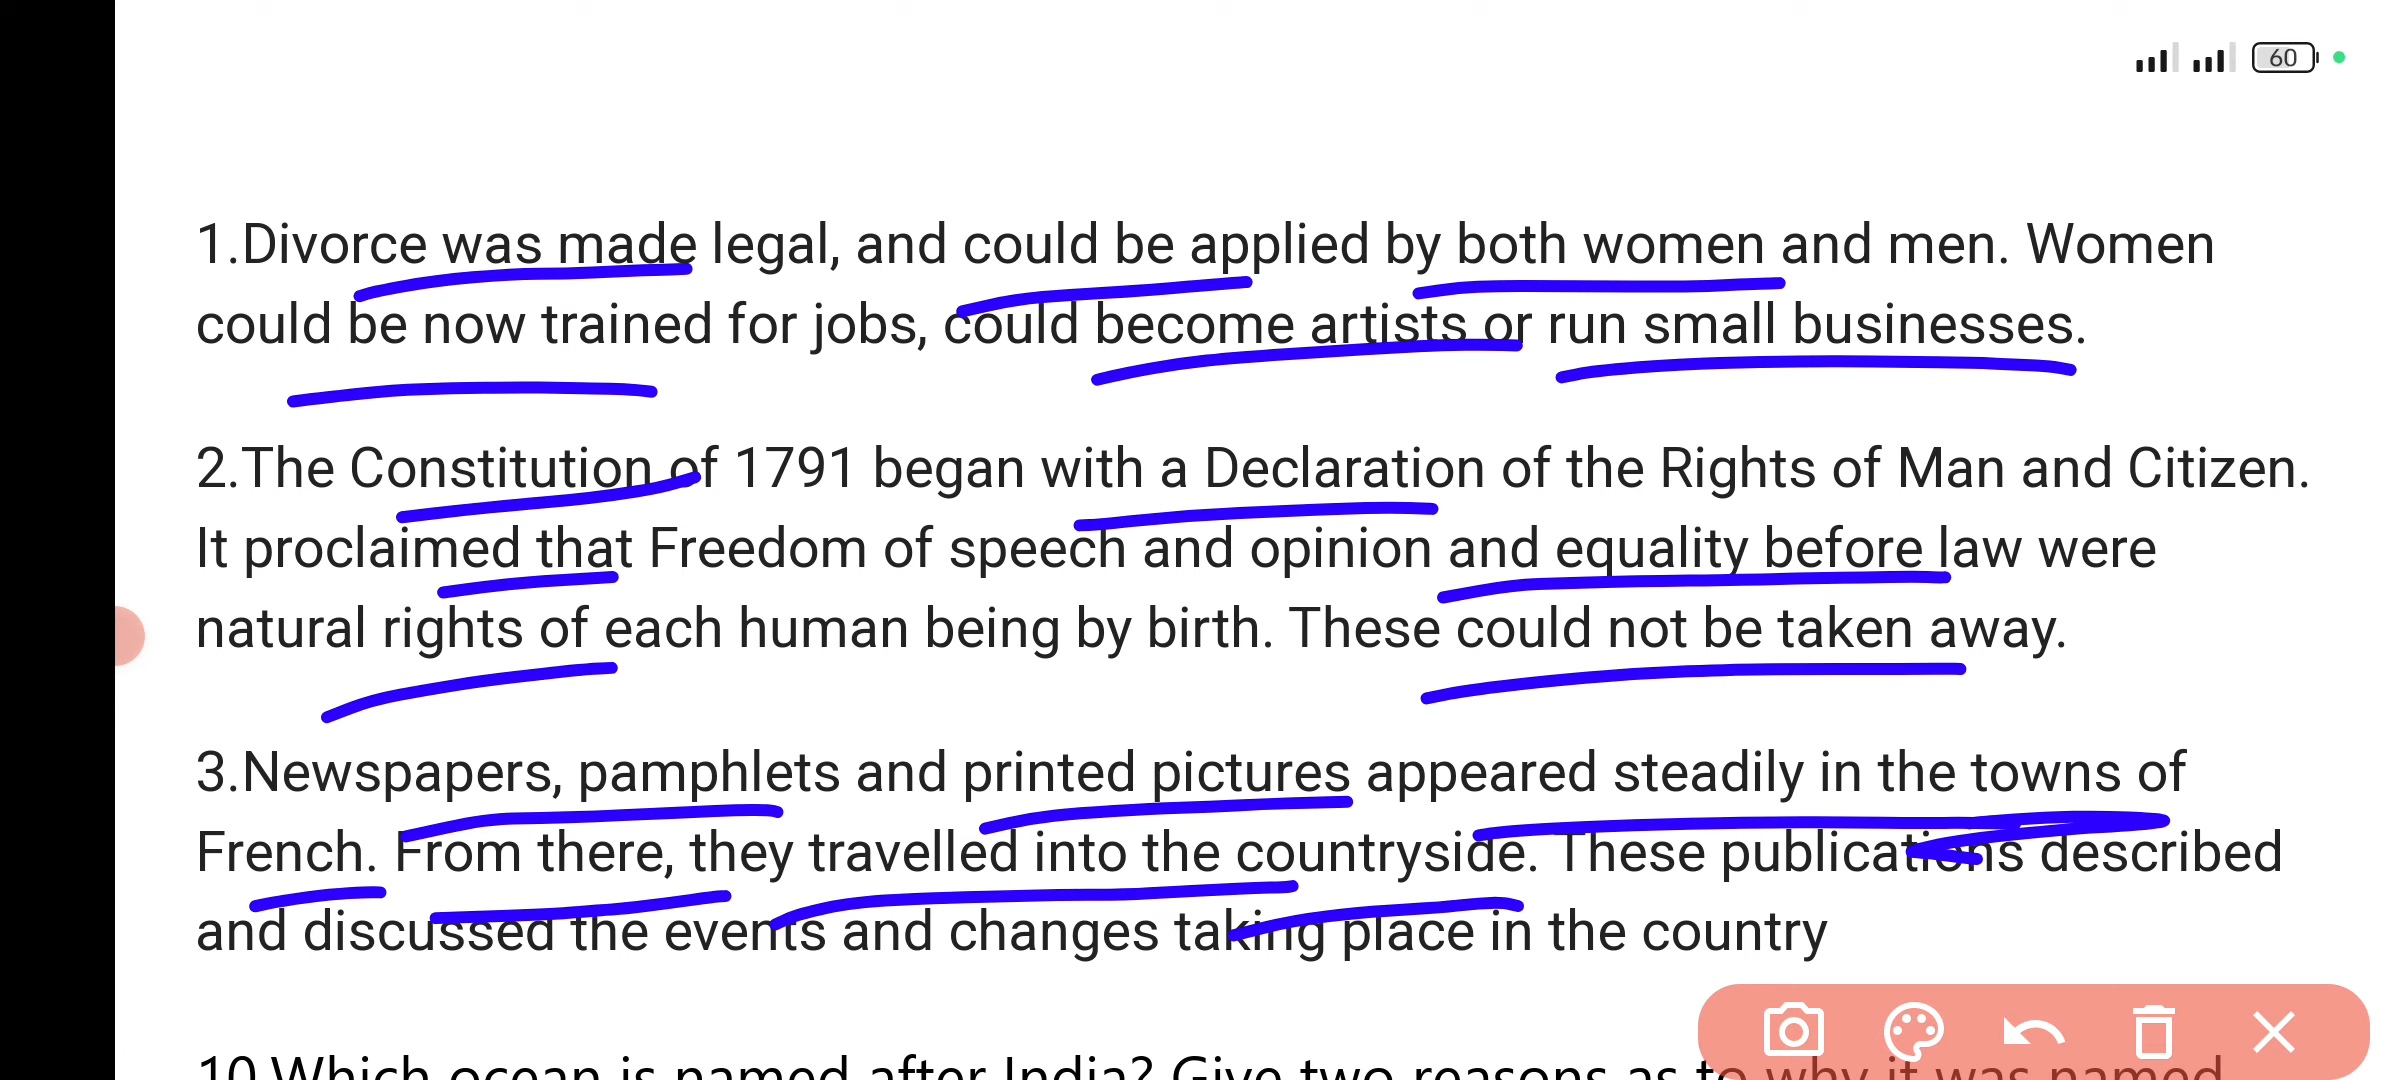 60
1.Divorce was made legal, and could be applied by both women and men. Women
could be now trained for jobs, could become artists or run small businesses.
2.The Constitution of 1791 began with a Declaration of the Rights of Man and Citizen.
It proclaimed that Freedom of speech and opinion and equality before law were
natural rights of each human being by birth. These could not be taken away.
3.Newspapers, pamphlets and printed pictures appeared steadily in the towns of
French. From there, they travelled into the countryside. These publications described
and discussed the events and changes taking place in the country
10.Which ocean is named after India? Give two reasons as to why it was named